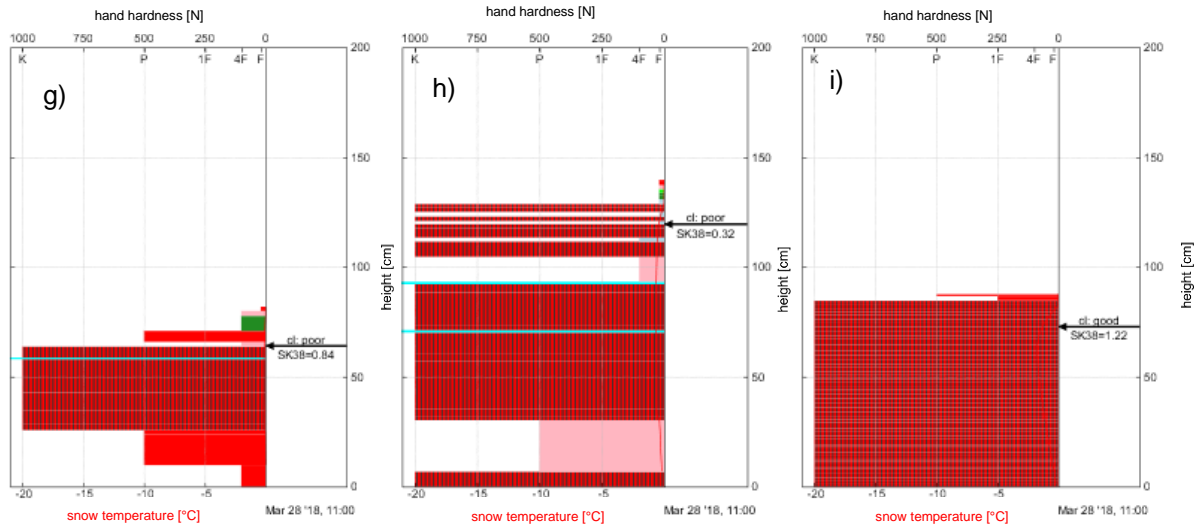 hand hardness [N]
1000 750 500 250 0
K P 1F 4F F
g)
200
150
100
50
0
cl: poor
SK38=0.84
-20 -15 -10 -5
snow temperature [°C]
Mar 28 '18, 11:00
height [cm]
hand hardness [N]
1000 750 500 250 0
K P 1F 4F F
h)
200
150
100
50
0
cl: poor
SK38=0.32
-20 -15 -10 -5
snow temperature [°C]
Mar 28 '18, 11:00
height [cm]
hand hardness [N]
1000 750 500 250 0
K P 1F 4F F
i)
200
150
100
50
0
cl: good
SK38=1.22
-20 -15 -10 -5
snow temperature [°C]
Mar 28 '18, 11:00
height [cm]